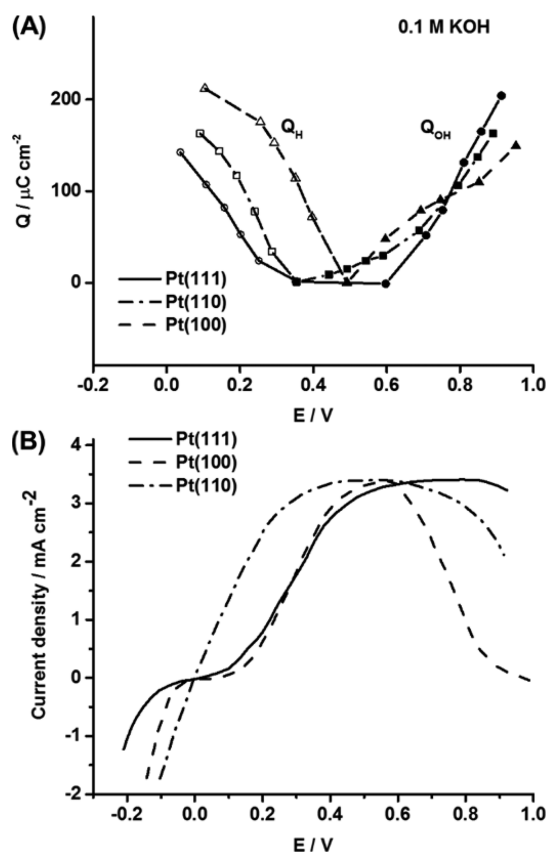 (A)
0.1 M KOH
Q / μC cm⁻²
200
100
0
Q_H
Q_OH
Pt(111)
Pt(110)
Pt(100)
-0.2 0.0 0.2 0.4 0.6 0.8 1.0
E / V
(B)
Current density / mA cm-2
4
3
2
1
0
-1
-2
Pt(111)
Pt(100)
Pt(110)
-0.2 0.0 0.2 0.4 0.6 0.8 1.0
E / V